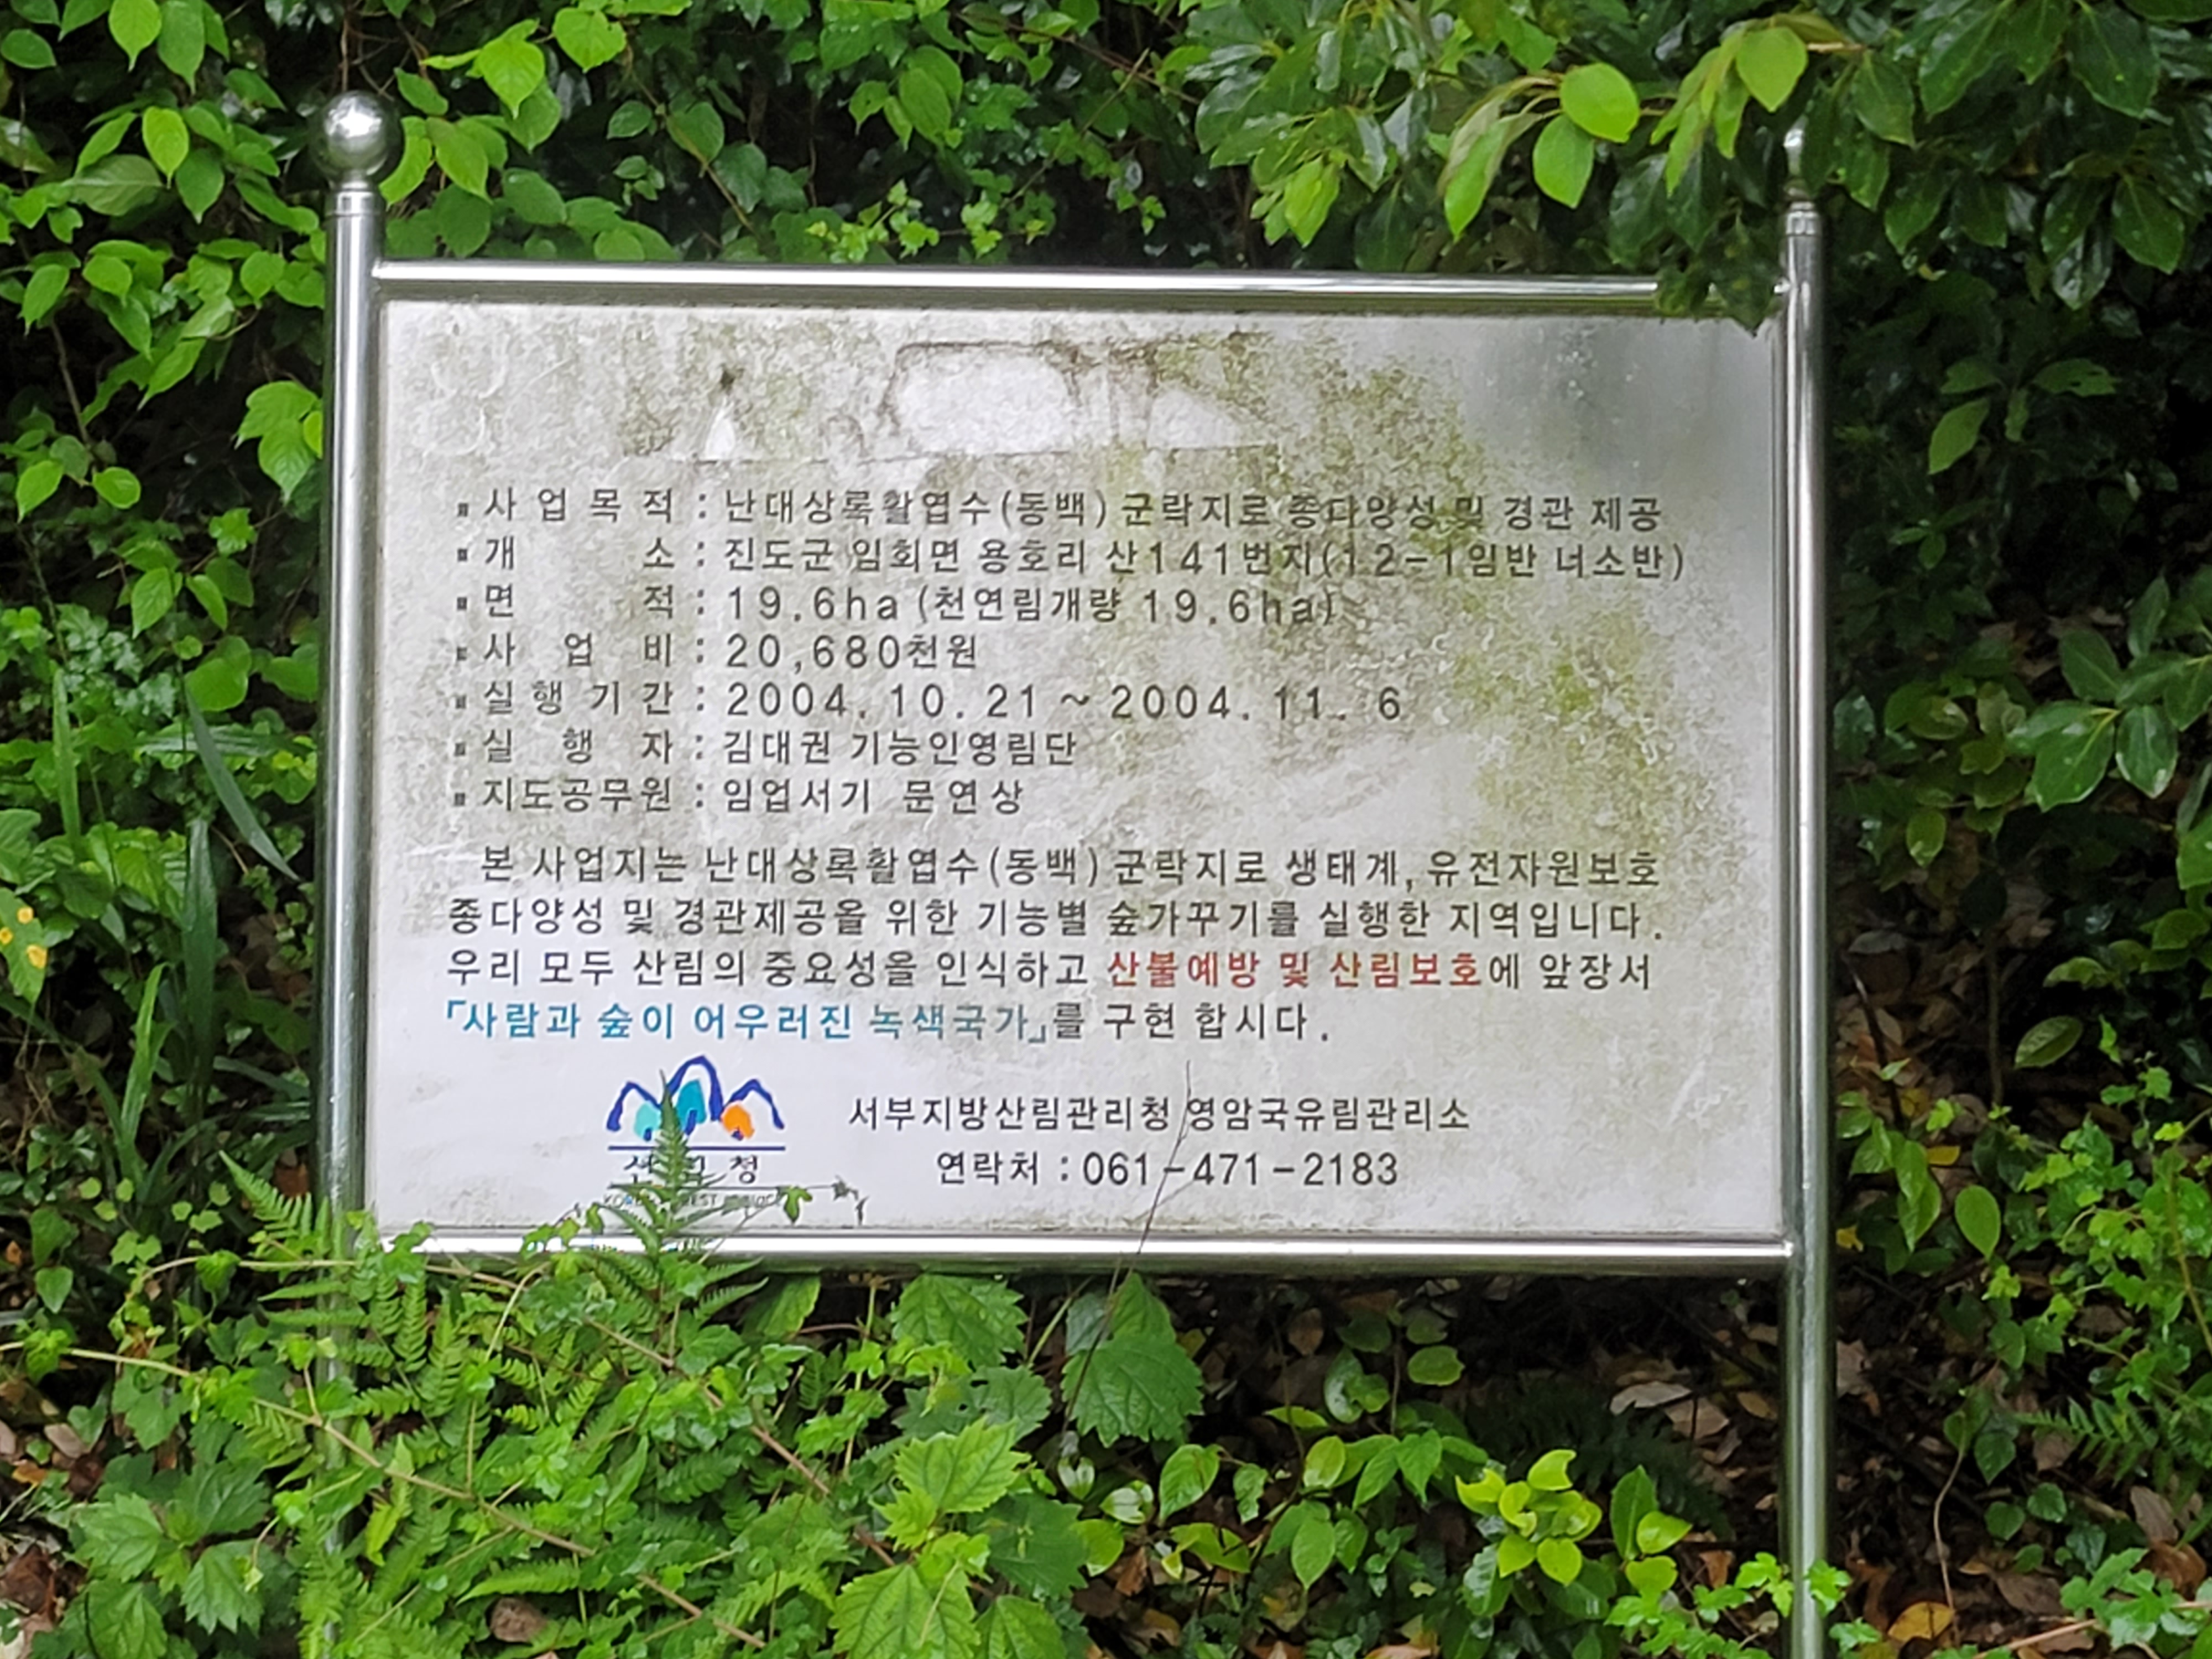 ▪ 사 업 목 적 : 난대상록활엽수(동백) 군락지로 종다양성 및 경관 제공
▪ 개 소 : 진도군 임회면 용호리 산141번지(12-1임반 너소반)
▪ 면 적 : 19.6ha (천연림개량 19.6ha)
▪ 사 업 비 : 20,680천원
▪ 실 행 기 간 : 2004. 10. 21 ~ 2004. 11. 6
▪ 실 행 자 : 김대권 기능인영림단
▪ 지도공무원 : 임업서기 문연상
본 사업지는 난대상록활엽수(동백) 군락지로 생태계, 유전자원보호
종다양성 및 경관제공을 위한 기능별 숲가꾸기를 실행한 지역입니다.
우리 모두 산림의 중요성을 인식하고 산불예방 및 산림보호에 앞장서
「사람과 숲이 어우러진 녹색국가」를 구현 합시다.
산림청
서부지방산림관리청 영암국유림관리소
연락처 : 061-471-2183